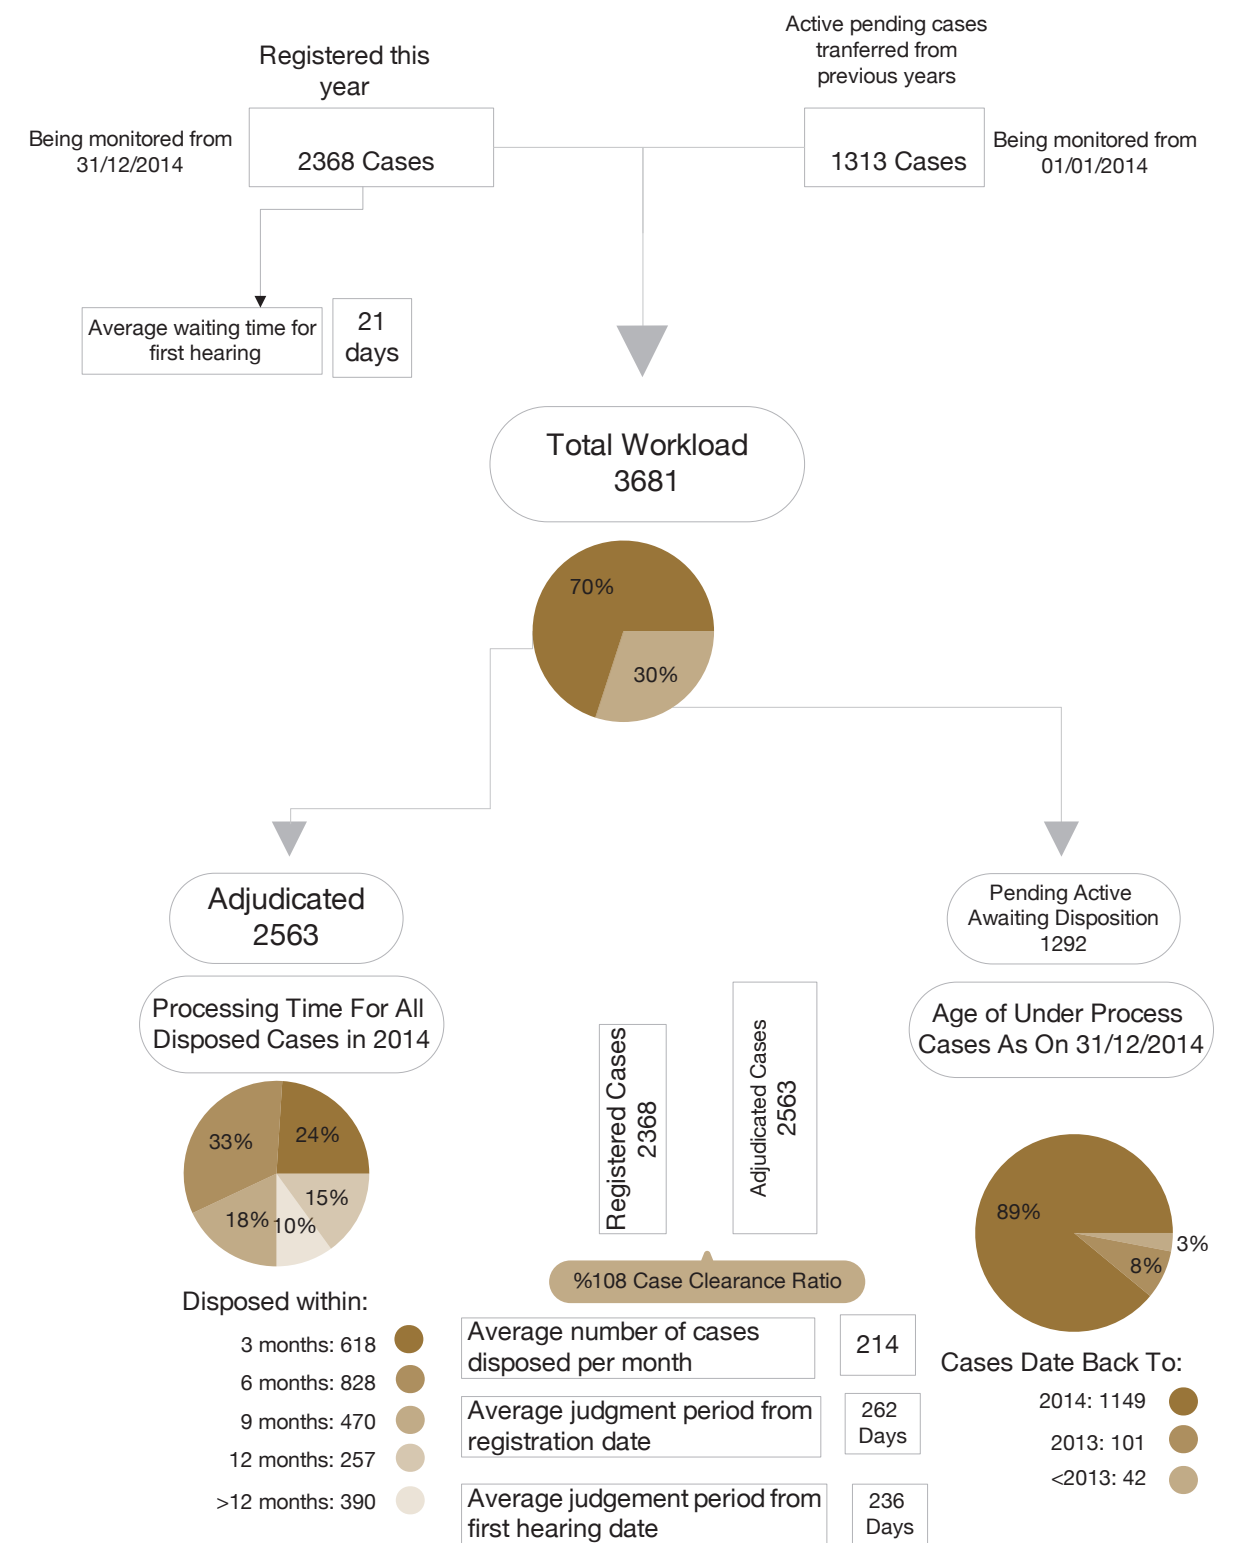 Active pending cases
tranferred from
previous years
Registered this
year
Being monitored from
31/12/2014
2368 Cases
1313 Cases
Being monitored from
01/01/2014
Average waiting time for
first hearing
21
days
Total Workload
3681
70%
30%
Adjudicated
2563
Pending Active
Awaiting Disposition
1292
Processing Time For All
Disposed Cases in 2014
Registered Cases
2368
Adjudicated Cases
2563
Age of Under Process
Cases As On 31/12/2014
33%
24%
15%
18%
10%
89%
3%
8%
%108 Case Clearance Ratio
Disposed within:
3 months: 618
6 months: 828
9 months: 470
12 months: 257
>12 months: 390
Average number of cases
disposed per month
214
Average judgment period from
registration date
262
Days
Average judgement period from
first hearing date
236
Days
Cases Date Back To:
2014: 1149
2013: 101
<2013: 42